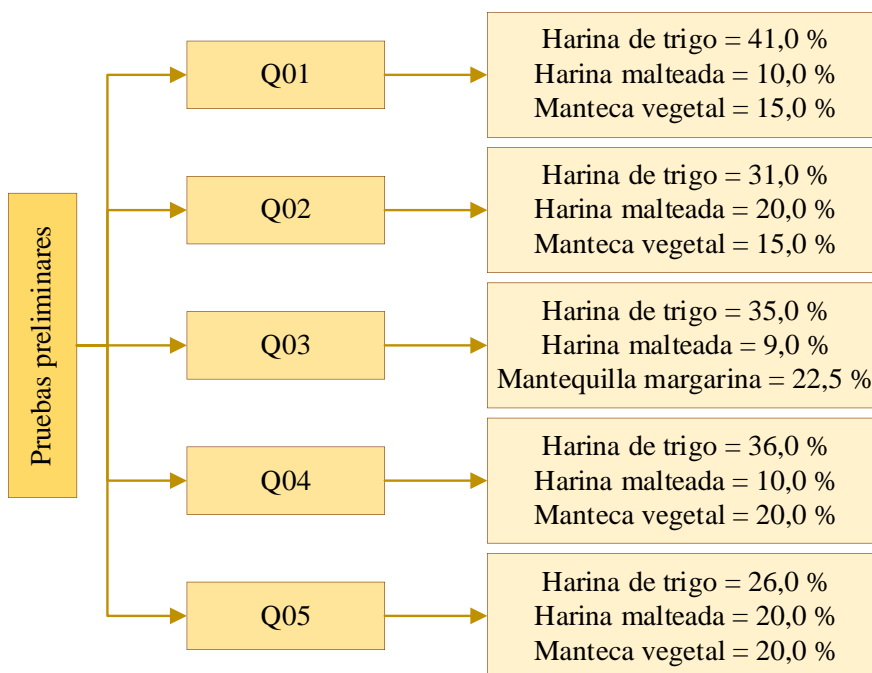 Pruebas preliminares
Q01
Harina de trigo = 41,0 %
Harina malteada = 10,0 %
Manteca vegetal = 15,0 %
Q02
Harina de trigo = 31,0 %
Harina malteada = 20,0 %
Manteca vegetal = 15,0 %
Q03
Harina de trigo = 35,0 %
Harina malteada = 9,0 %
Mantequilla margarina = 22,5 %
Q04
Harina de trigo = 36,0 %
Harina malteada = 10,0 %
Manteca vegetal = 20,0 %
Q05
Harina de trigo = 26,0 %
Harina malteada = 20,0 %
Manteca vegetal = 20,0 %